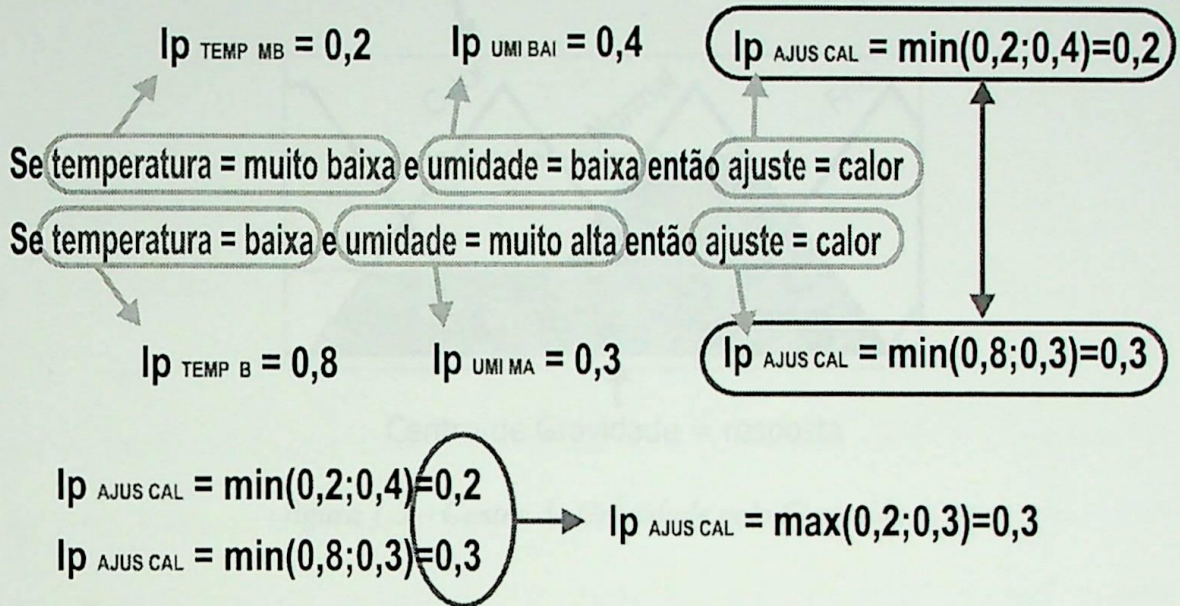 Ip TEMP MB = 0,2 Ip UMI BAI = 0,4 Ip AJUS CAL = min(0,2;0,4)=0,2
Se temperatura = muito baixa e umidade = baixa então ajuste = calor
Se temperatura = baixa e umidade = muito alta então ajuste = calor
Ip TEMP B = 0,8 Ip UMI MA = 0,3 Ip AJUS CAL = min(0,8;0,3)=0,3
Centro de Gravidade = resposta
Ip AJUS CAL = min(0,2;0,4)=0,2
Ip AJUS CAL = max(0,2;0,3)=0,3
Ip AJUS CAL = min(0,8;0,3)=0,3